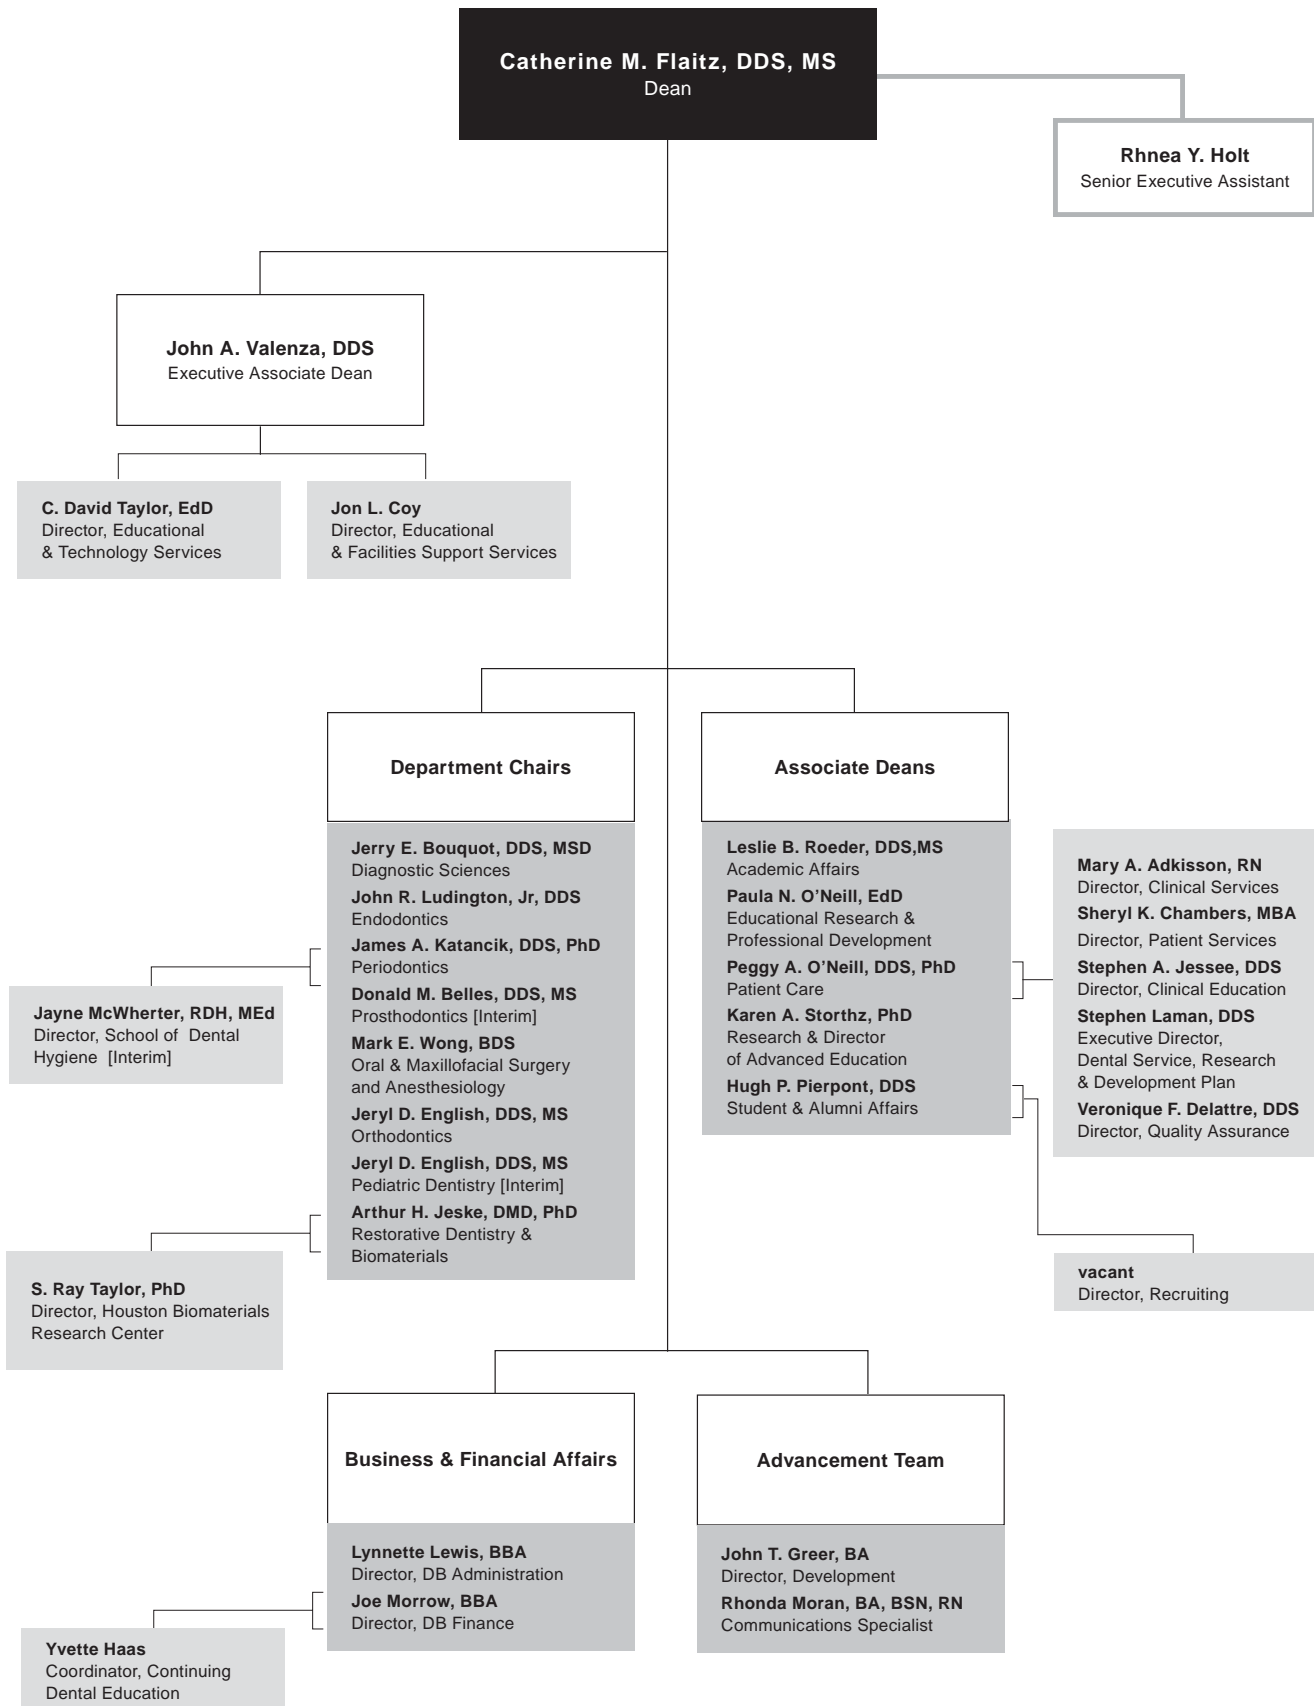 Catherine M. Flaitz, DDS, MS
Dean
Rhnea Y. Holt
Senior Executive Assistant
John A. Valenza, DDS
Executive Associate Dean
C. David Taylor, EdD
Director, Educational
& Technology Services
Jon L. Coy
Director, Educational
& Facilities Support Services
Department Chairs
Jerry E. Bouquot, DDS, MSD
Diagnostic Sciences
John R. Ludington, Jr, DDS
Endodontics
James A. Katancik, DDS, PhD
Periodontics
Donald M. Belles, DDS, MS
Prosthodontics [Interim]
Mark E. Wong, BDS
Oral & Maxillofacial Surgery
and Anesthesiology
Jeryl D. English, DDS, MS
Orthodontics
Jeryl D. English, DDS, MS
Pediatric Dentistry [Interim]
Arthur H. Jeske, DMD, PhD
Restorative Dentistry &
Biomaterials
Jayne McWherter, RDH, MEd
Director, School of Dental
Hygiene [Interim]
S. Ray Taylor, PhD
Director, Houston Biomaterials
Research Center
Associate Deans
Leslie B. Roeder, DDS,MS
Academic Affairs
Paula N. O'Neill, EdD
Educational Research &
Professional Development
Peggy A. O'Neill, DDS, PhD
Patient Care
Karen A. Storthz, PhD
Research & Director
of Advanced Education
Hugh P. Pierpont, DDS
Student & Alumni Affairs
Mary A. Adkisson, RN
Director, Clinical Services
Sheryl K. Chambers, MBA
Director, Patient Services
Stephen A. Jessee, DDS
Director, Clinical Education
Stephen Laman, DDS
Executive Director,
Dental Service, Research
& Development Plan
Veronique F. Delattre, DDS
Director, Quality Assurance
vacant
Director, Recruiting
Business & Financial Affairs
Lynnette Lewis, BBA
Director, DB Administration
Joe Morrow, BBA
Director, DB Finance
Yvette Haas
Coordinator, Continuing
Dental Education
Advancement Team
John T. Greer, BA
Director, Development
Rhonda Moran, BA, BSN, RN
Communications Specialist